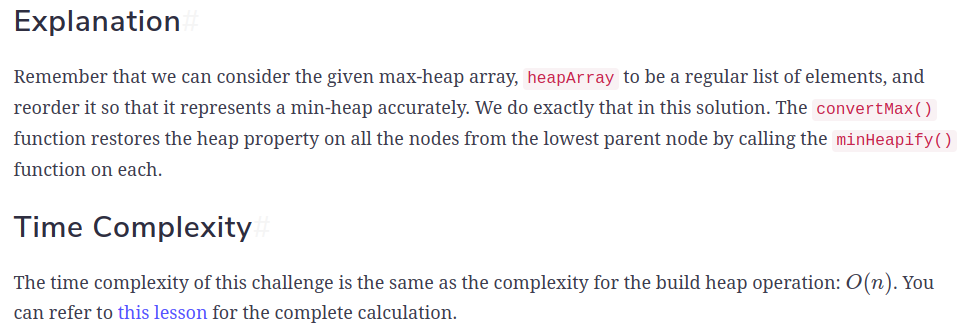 Explanation#
Remember that we can consider the given max-heap array, heapArray to be a regular list of elements, and
reorder it so that it represents a min-heap accurately. We do exactly that in this solution. The convertMax()
function restores the heap property on all the nodes from the lowest parent node by calling the minHeapify()
function on each.
Time Complexity#
The time complexity of this challenge is the same as the complexity for the build heap operation: O(n). You
can refer to this lesson for the complete calculation.